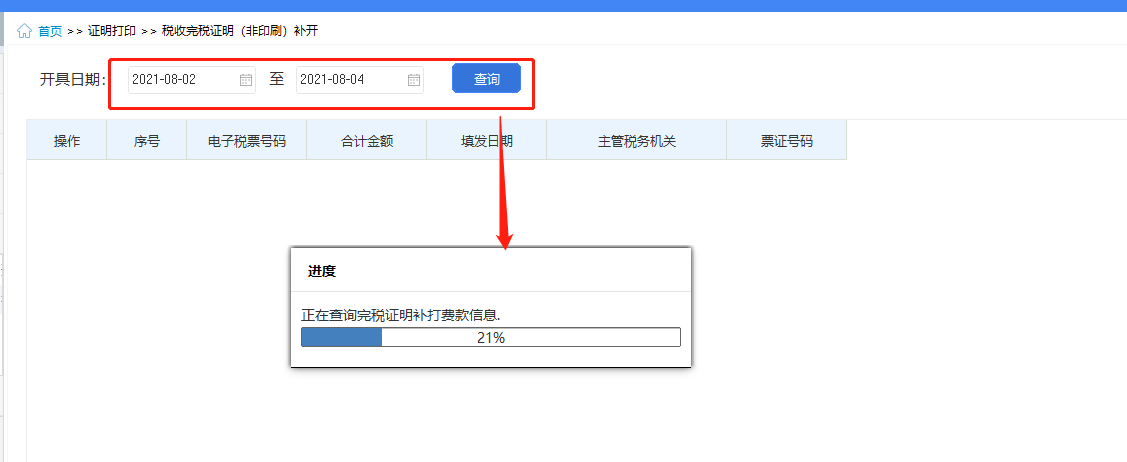 首页 >> 证明打印 >> 税收完税证明（非印刷）补开
开具日期: 2021-08-02 至 2021-08-04 查询
操作 序号 电子税票号码 合计金额 填发日期 主管税务机关 票证号码
进度
正在查询完税证明补打费款信息.
21%